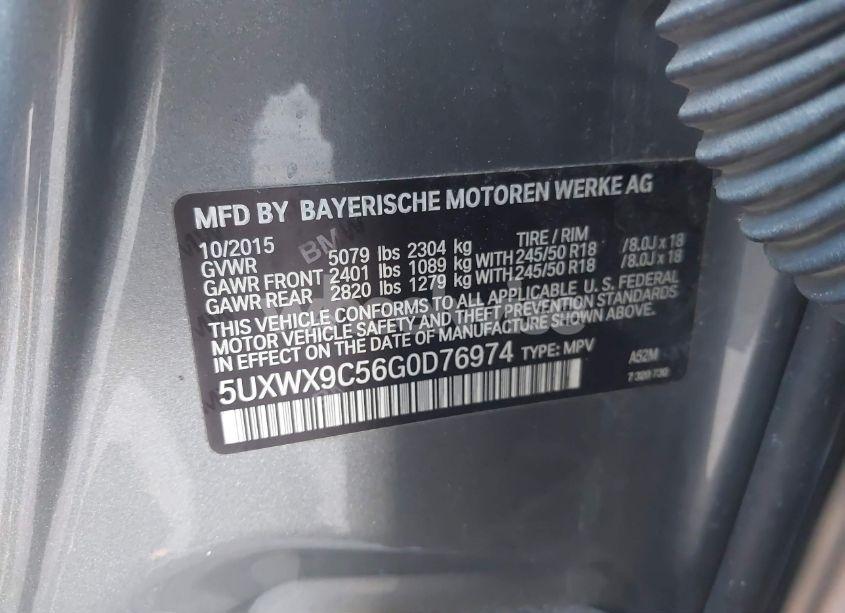 MFD BY BAYERISCHE MOTOREN WERKE AG
10/2015 TIRE / RIM
GVWR 5079 lbs 2304 kg
GAWR FRONT 2401 lbs 1089 kg WITH 245/50 R18 /8.0J x 18
GAWR REAR 2820 lbs 1279 kg WITH 245/50 R18 /8.0J x 18
THIS VEHICLE CONFORMS TO ALL APPLICABLE U. S. FEDERAL
MOTOR VEHICLE SAFETY AND THEFT PREVENTION STANDARDS
IN EFFECT ON THE DATE OF MANUFACTURE SHOWN ABOVE.
5UXWX9C56G0D76974 TYPE: MPV A52M
7 320 730